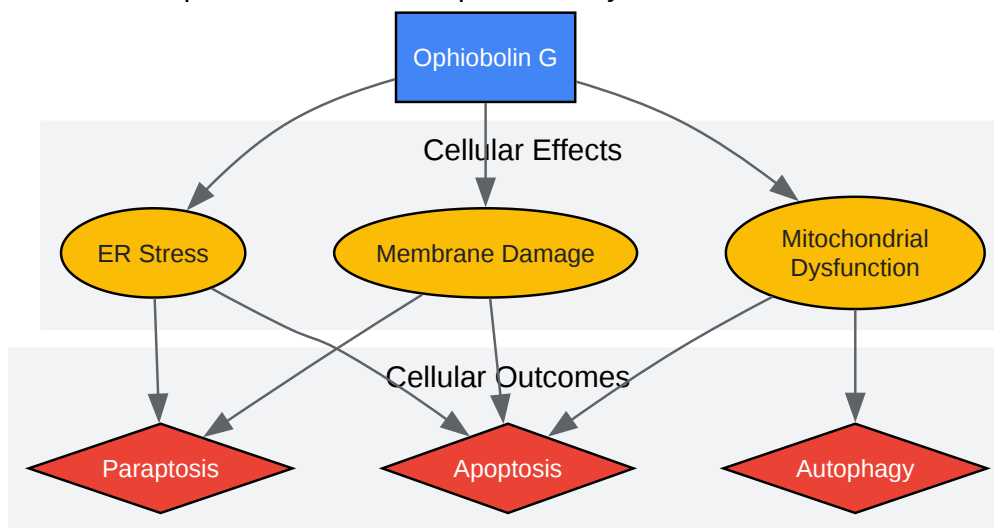 Ophiobolin G
Cellular Effects
ER Stress
Membrane Damage
Mitochondrial
Dysfunction
Cellular Outcomes
Paraptosis
Apoptosis
Autophagy